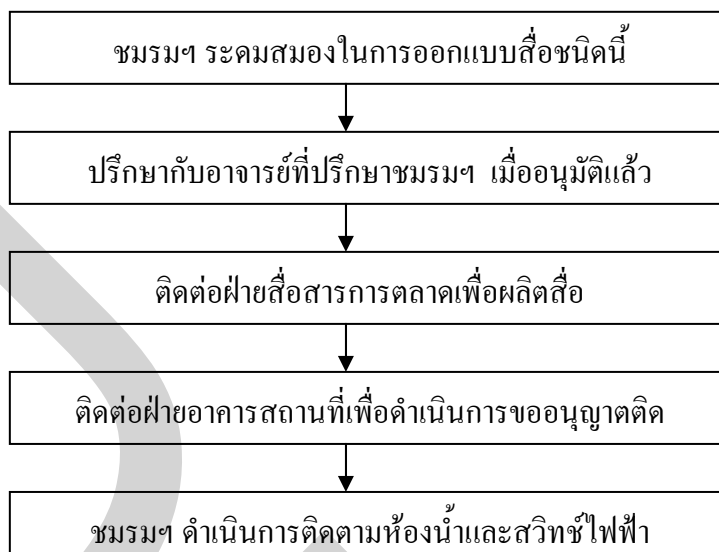 ชมรมฯ ระดมสมองในการออกแบบสื่อชนิดนี้
ปรึกษากับอาจารย์ที่ปรึกษาชมรมฯ เมื่ออนุมัติแล้ว
ติดต่อฝ่ายสื่อสารการตลาดเพื่อผลิตสื่อ
ติดต่อฝ่ายอาคารสถานที่เพื่อดำเนินการขออนุญาตติด
ชมรมฯ ดำเนินการติดตามห้องน้ำและสวิทช์ไฟฟ้า